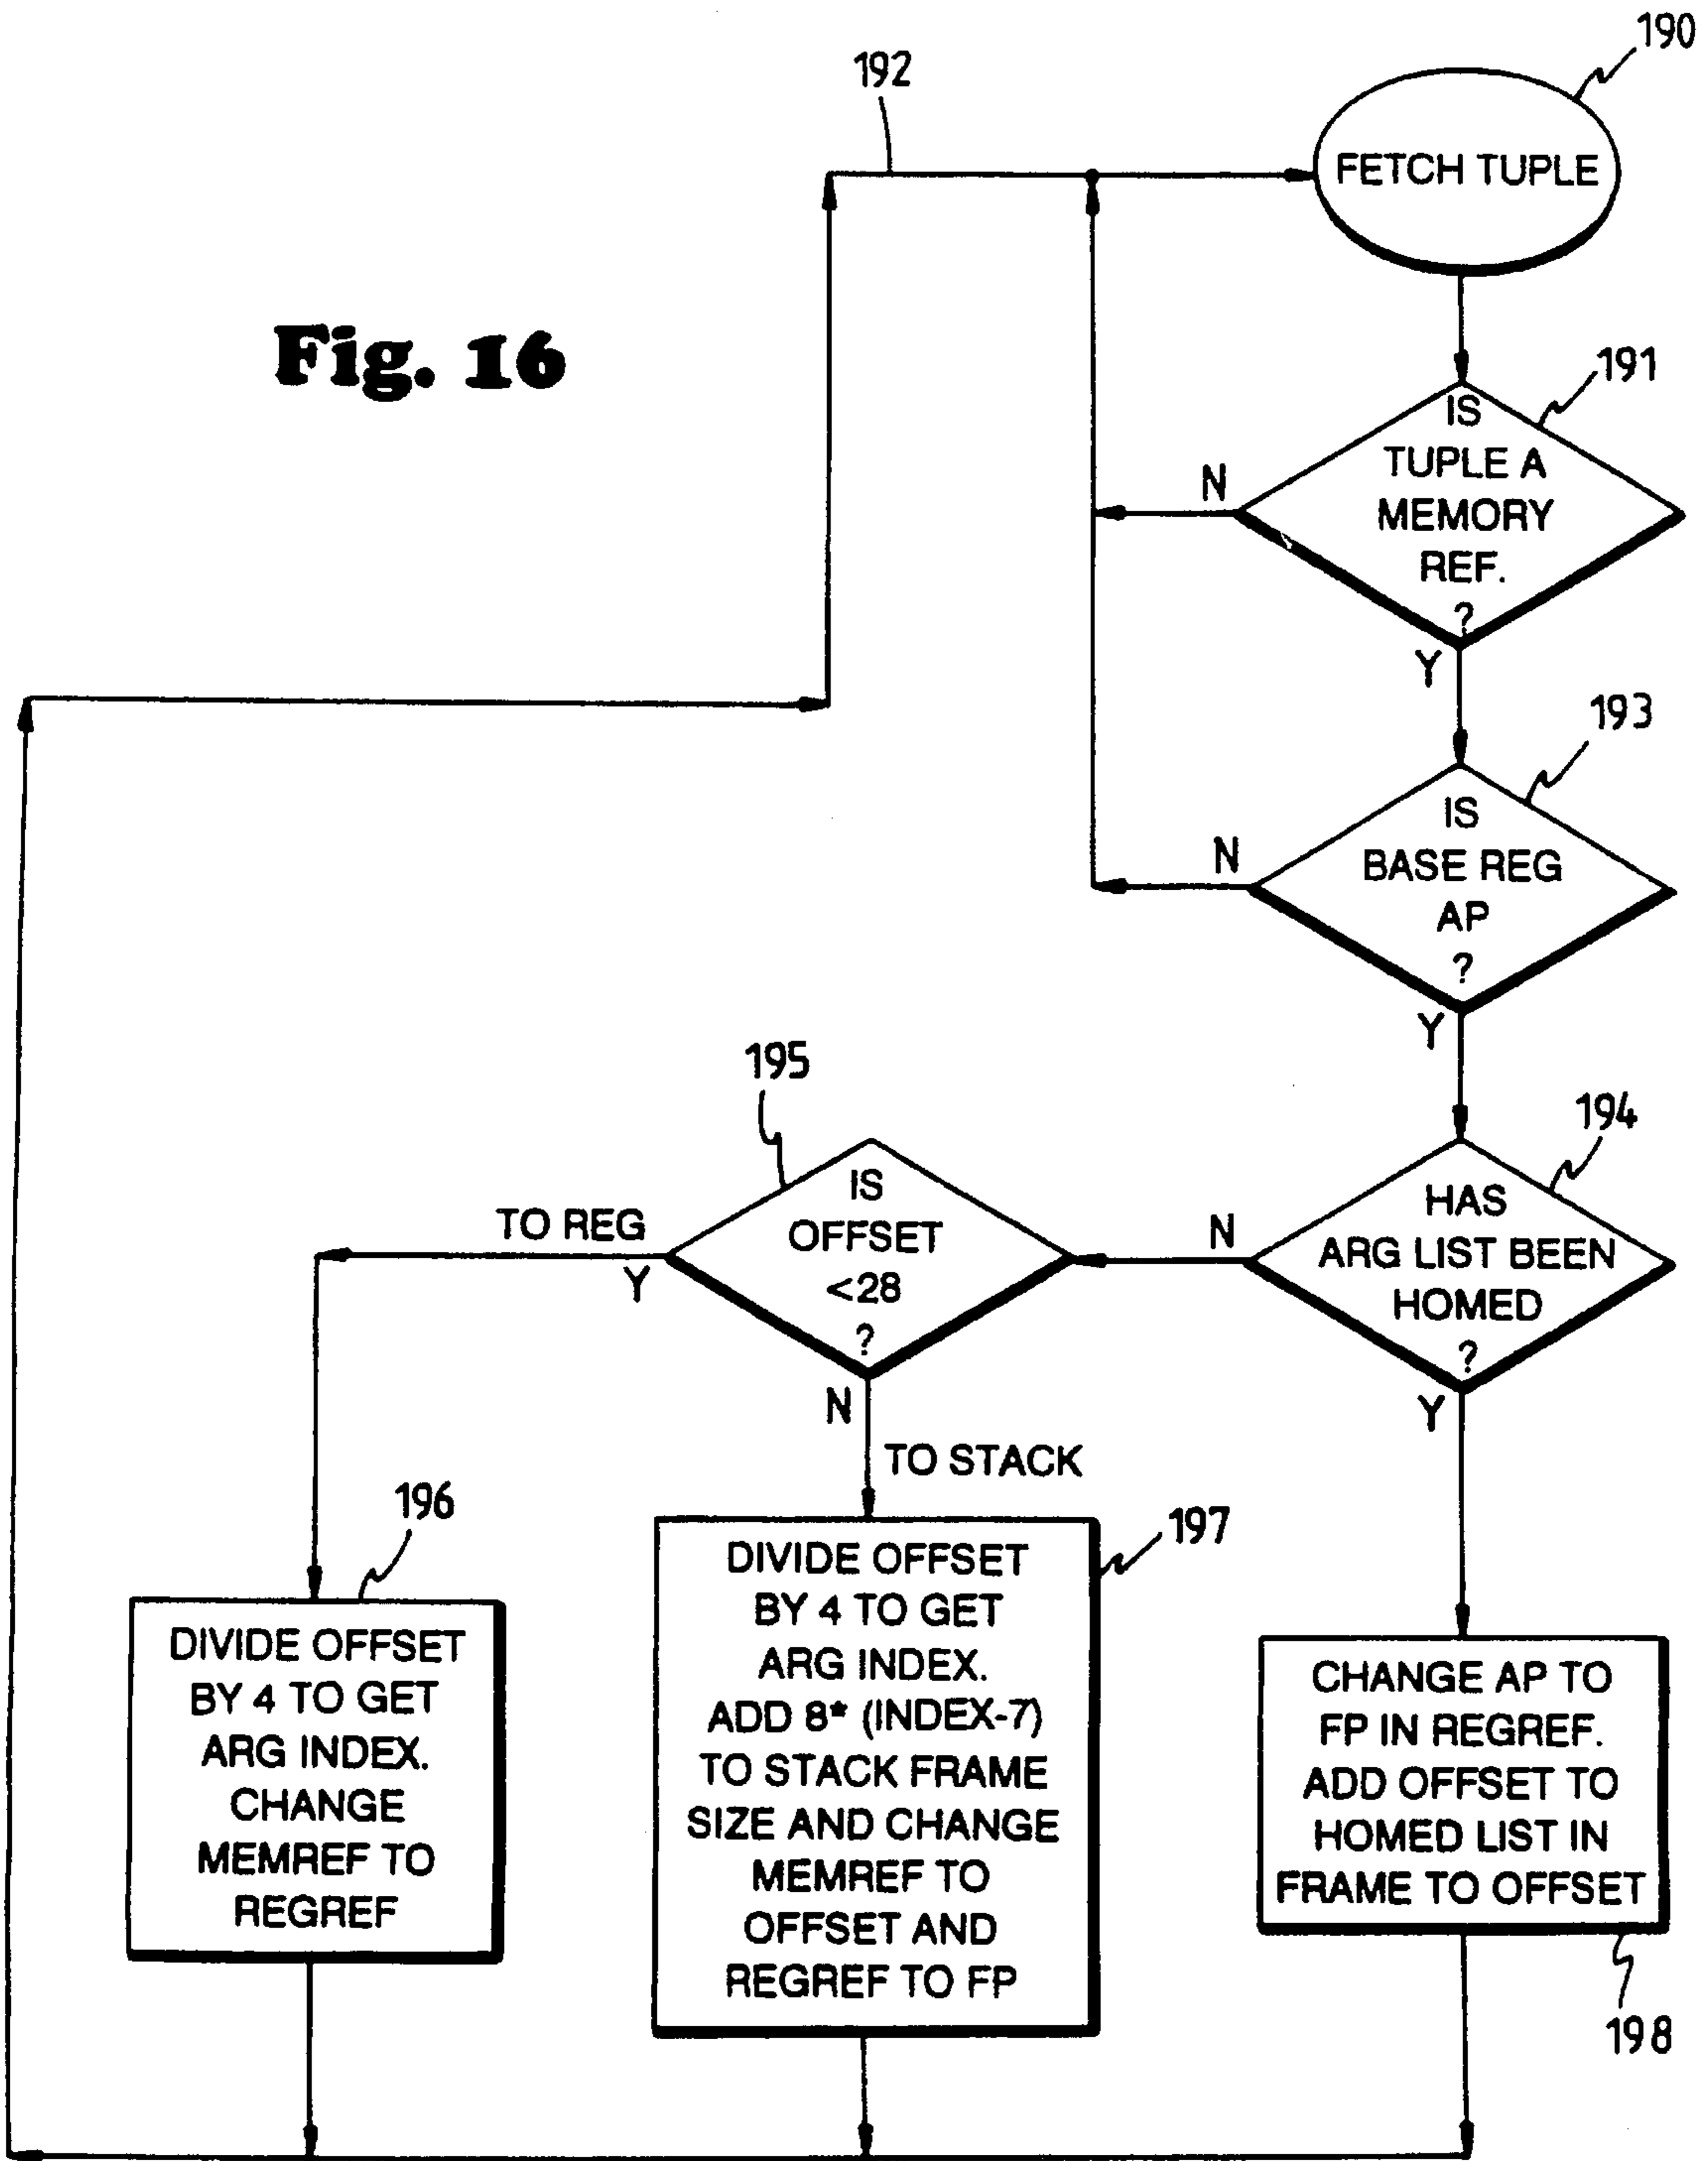 190
192
FETCH TUPLE
Fig. 16
191
IS
TUPLE A
MEMORY
REF.
?
N
Y
193
IS
BASE REG
AP
?
N
Y
195
194
IS
OFFSET
<28
?
TO REG
Y
N
HAS
ARG LIST BEEN
HOMED
?
N
Y
TO STACK
196
197
DIVIDE OFFSET
BY 4 TO GET
ARG INDEX.
CHANGE
MEMREF TO
REGREF
DIVIDE OFFSET
BY 4 TO GET
ARG INDEX.
ADD 8* (INDEX-7)
TO STACK FRAME
SIZE AND CHANGE
MEMREF TO
OFFSET AND
REGREF TO FP
CHANGE AP TO
FP IN REGREF.
ADD OFFSET TO
HOMED LIST IN
FRAME TO OFFSET
198